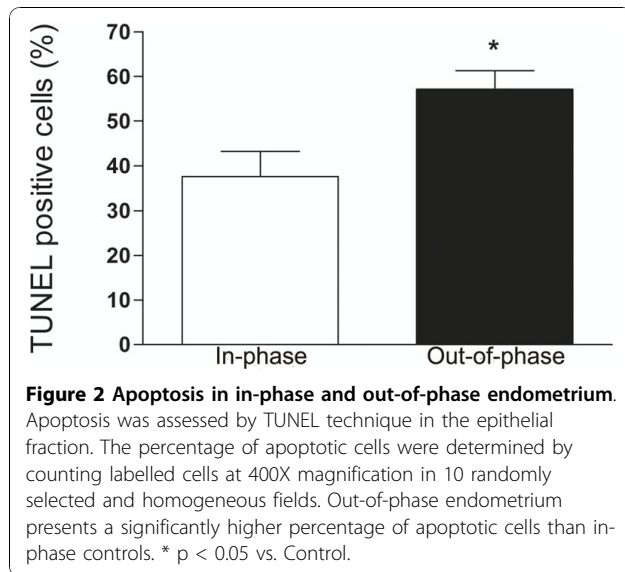 TUNEL positive cells (%)
70
60
50
40
30
20
10
0
*
In-phase
Out-of-phase
Figure 2 Apoptosis in in-phase and out-of-phase endometrium.
Apoptosis was assessed by TUNEL technique in the epithelial
fraction. The percentage of apoptotic cells were determined by
counting labelled cells at 400X magnification in 10 randomly
selected and homogeneous fields. Out-of-phase endometrium
presents a significantly higher percentage of apoptotic cells than in-
phase controls. * p < 0.05 vs. Control.